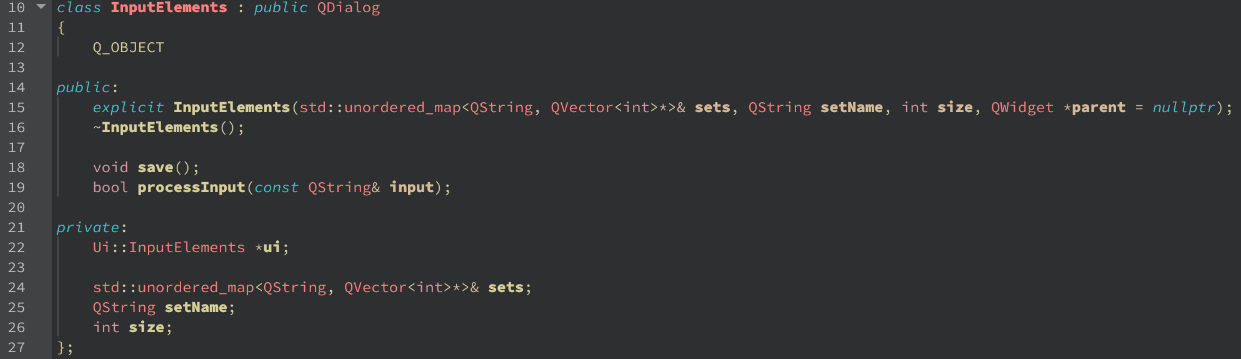 10 class InputElements : public QDialog
11 {
12     Q_OBJECT
13
14 public:
15     explicit InputElements(std::unordered_map<QString, QVector<int>*>& sets, QString setName, int size, QWidget *parent = nullptr);
16     ~InputElements();
17
18     void save();
19     bool processInput(const QString& input);
20
21 private:
22     Ui::InputElements *ui;
23
24     std::unordered_map<QString, QVector<int>*>& sets;
25     QString setName;
26     int size;
27 };